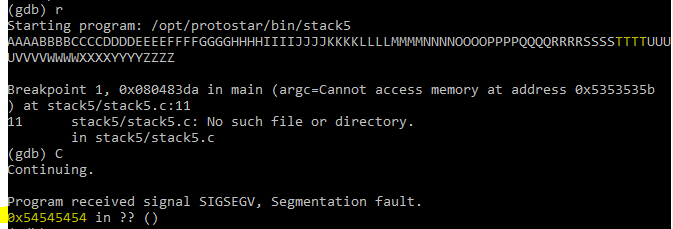 (gdb) r
Starting program: /opt/protostar/bin/stack5
AAAABBBBCCCCDDDDEEEEFFFFGGGGHHHHIIIIJJJJKKKKLLLLMMMMNNNNOOOOPPPPQQQQRRRRSSSSTTTTUUU
UVVVVWWWWXXXXYYYYZZZZ
Breakpoint 1, 0x080483da in main (argc=Cannot access memory at address 0x5353535b
) at stack5/stack5.c:11
11 stack5/stack5.c: No such file or directory.
in stack5/stack5.c
(gdb) C
Continuing.
Program received signal SIGSEGV, Segmentation fault.
0x54545454 in ?? ()